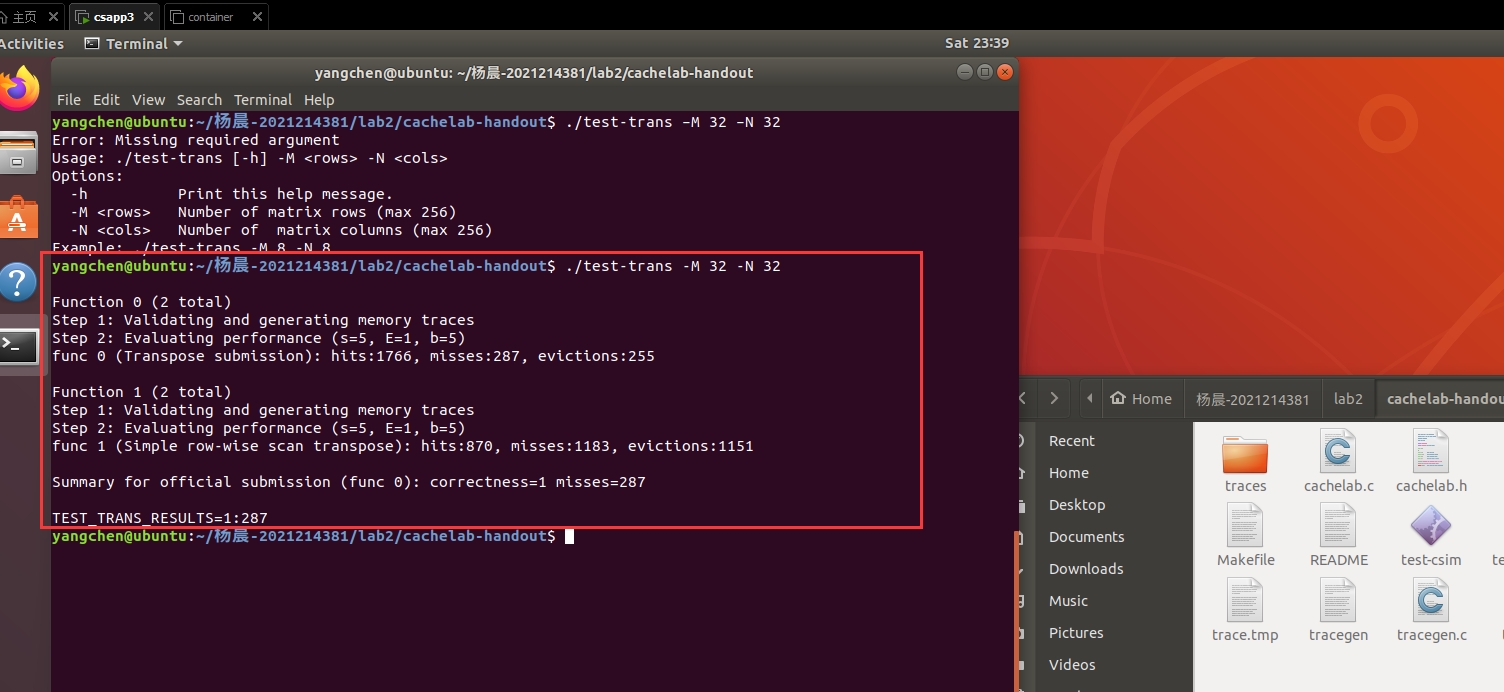 主页
csapp3
container
Activities
Terminal
Sat 23:39
yangchen@ubuntu: ~/杨晨-2021214381/lab2/cachelab-handout
File Edit View Search Terminal Help
yangchen@ubuntu:~/杨晨-2021214381/lab2/cachelab-handout$ ./test-trans -M 32 -N 32
Error: Missing required argument
Usage: ./test-trans [-h] -M <rows> -N <cols>
Options:
-h Print this help message.
-M <rows> Number of matrix rows (max 256)
-N <cols> Number of matrix columns (max 256)
Example: ./test-trans -M 8 -N 8
yangchen@ubuntu:~/杨晨-2021214381/lab2/cachelab-handout$ ./test-trans -M 32 -N 32
Function 0 (2 total)
Step 1: Validating and generating memory traces
Step 2: Evaluating performance (s=5, E=1, b=5)
func 0 (Transpose submission): hits:1766, misses:287, evictions:255
Function 1 (2 total)
Step 1: Validating and generating memory traces
Step 2: Evaluating performance (s=5, E=1, b=5)
func 1 (Simple row-wise scan transpose): hits:870, misses:1183, evictions:1151
Summary for official submission (func 0): correctness=1 misses=287
TEST_TRANS_RESULTS=1:287
yangchen@ubuntu:~/杨晨-2021214381/lab2/cachelab-handout$
Home 杨晨-2021214381 lab2 cachelab-handou
Recent
Home
Desktop
Documents
Downloads
Music
Pictures
Videos
traces cachelab.c cachelab.h
Makefile README test-csim
trace.tmp tracegen tracegen.c